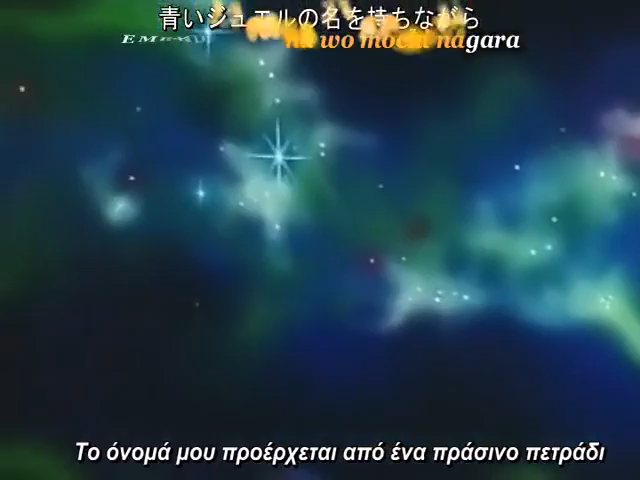 青いジュエルの名を持ちながら
na wo mochi nagara
Το όνομά μου προέρχεται από ένα πράσινο πετράδι